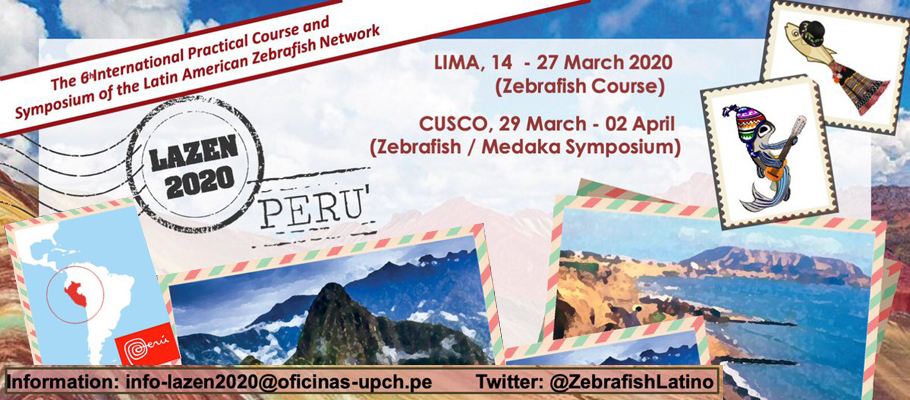 The 6th International Practical Course and
Symposium of the Latin American Zebrafish Network
LIMA, 14 - 27 March 2020
(Zebrafish Course)
CUSCO, 29 March - 02 April
(Zebrafish / Medaka Symposium)
LAZEN
2020
PERU'
Perú
Information: info-lazen2020@oficinas-upch.pe Twitter: @ZebrafishLatino